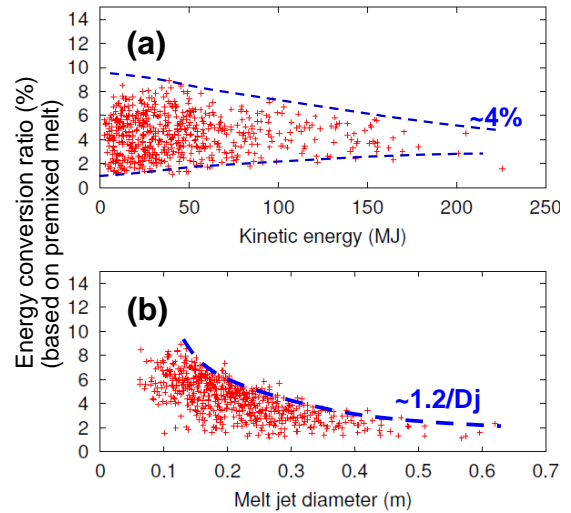 Energy conversion ratio (%)
(based on premixed melt)
(a)
14
12
10
8
6
4
2
0
~4%
0 50 100 150 200 250
Kinetic energy (MJ)
(b)
14
12
10
8
6
4
2
0
~1.2/Dj
0 0.1 0.2 0.3 0.4 0.5 0.6 0.7
Melt jet diameter (m)